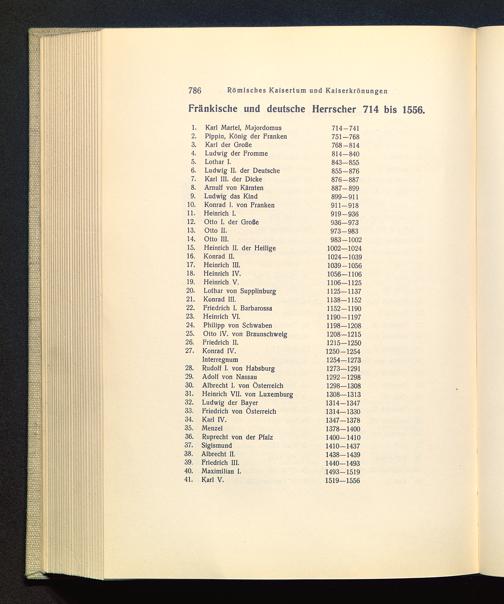 786 Römisches Kaisertum und Kaiserkrönungen
Fränkische und deutsche Herrscher 714 bis 1556.
1. Karl Martel, Majordomus 714—741
2. Pippin, König der Franken 751—768
3. Karl der Große 768—814
4. Ludwig der Fromme 814—840
5. Lothar I. 843—855
6. Ludwig II. der Deutsche 855—876
7. Karl III. der Dicke 876—887
8. Arnulf von Kärnten 887—899
9. Ludwig das Kind 899—911
10. Konrad I. von Franken 911—918
11. Heinrich I. 919—936
12. Otto I. der Große 936—973
13. Otto II. 973—983
14. Otto III. 983—1002
15. Heinrich II. der Heilige 1002—1024
16. Konrad II. 1024—1039
17. Heinrich III. 1039—1056
18. Heinrich IV. 1056—1106
19. Heinrich V. 1106—1125
20. Lothar von Supplinburg 1125—1137
21. Konrad III. 1138—1152
22. Friedrich I. Barbarossa 1152—1190
23. Heinrich VI. 1190—1197
24. Philipp von Schwaben 1198—1208
25. Otto IV. von Braunschweig 1208—1215
26. Friedrich II. 1215—1250
27. Konrad IV. 1250—1254
Interregnum 1254—1273
28. Rudolf I. von Habsburg 1273—1291
29. Adolf von Nassau 1292—1298
30. Albrecht I. von Österreich 1298—1308
31. Heinrich VII. von Luxemburg 1308—1313
32. Ludwig der Bayer 1314—1347
33. Friedrich von Österreich 1314—1330
34. Karl IV. 1347—1378
35. Menzel 1378—1400
36. Ruprecht von der Pfalz 1400—1410
37. Sigismund 1410—1437
38. Albrecht II. 1438—1439
39. Friedrich III. 1440—1493
40. Maximilian I. 1493—1519
41. Karl V. 1519—1556